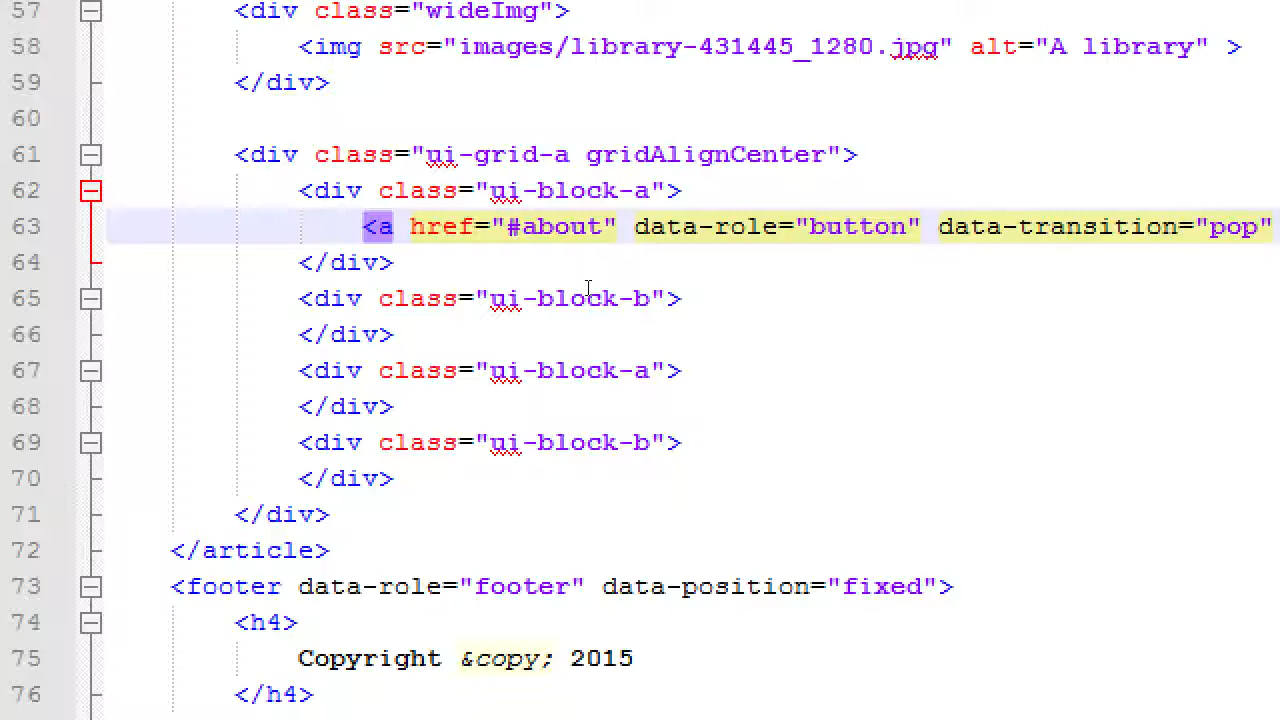 57 <div class="wideImg">
58 <img src="images/library-431445_1280.jpg" alt="A library" >
59 </div>
60
61 <div class="ui-grid-a gridAlignCenter">
62 <div class="ui-block-a">
63 <a href="#about" data-role="button" data-transition="pop"
64 </div>
65 <div class="ui-block-b">
66 </div>
67 <div class="ui-block-a">
68 </div>
69 <div class="ui-block-b">
70 </div>
71 </div>
72 </article>
73 <footer data-role="footer" data-position="fixed">
74 <h4>
75 Copyright &copy; 2015
76 </h4>